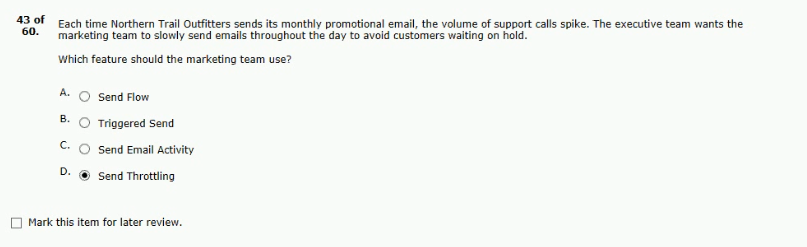 43 of 60.
Each time Northern Trail Outfitters sends its monthly promotional email, the volume of support calls spike. The executive team wants the
marketing team to slowly send emails throughout the day to avoid customers waiting on hold.
Which feature should the marketing team use?
A. Send Flow
B. Triggered Send
C. Send Email Activity
D. Send Throttling
Mark this item for later review.